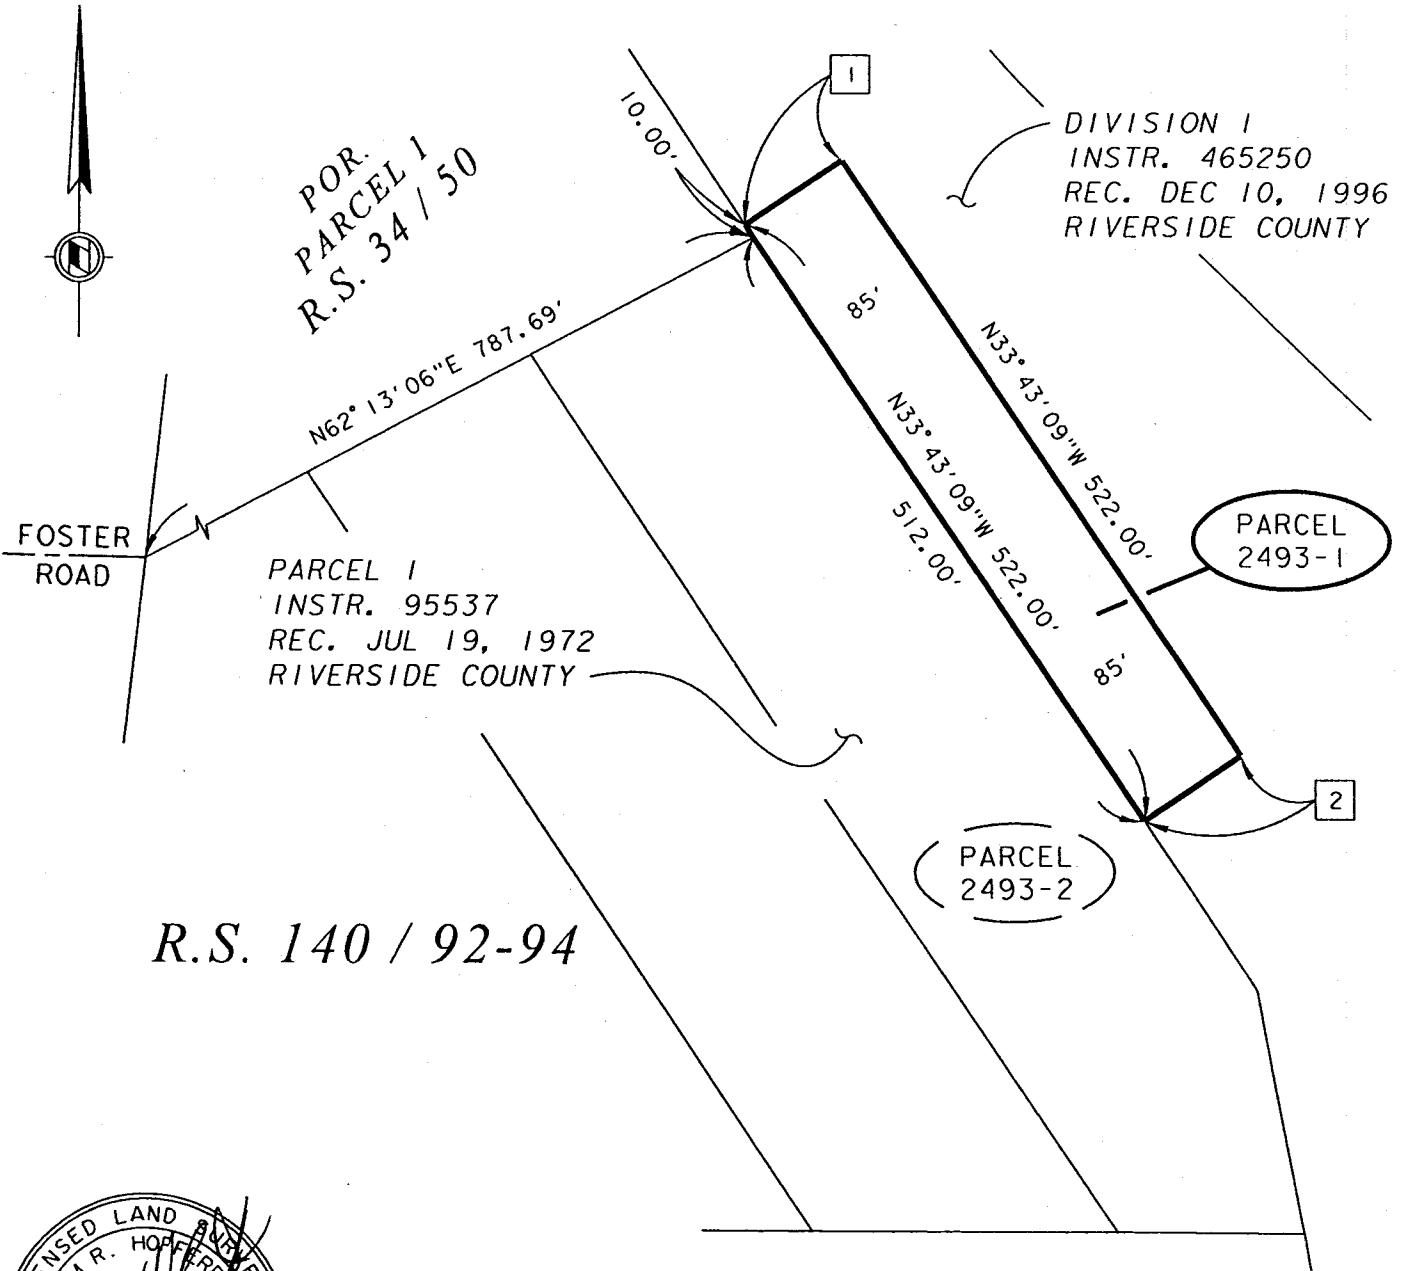 1
10.00'
DIVISION 1
INSTR. 465250
REC. DEC 10, 1996
RIVERSIDE COUNTY
POR.
PARCEL 1
R.S. 34 / 50
85'
N33° 43' 09"W 522.00'
N62° 13' 06"E 787.69'
N33° 43' 09"W 522.00'
512.00'
PARCEL
2493-1
FOSTER
ROAD
PARCEL 1
INSTR. 95537
REC. JUL 19, 1972
RIVERSIDE COUNTY
85'
2
PARCEL
2493-2
R.S. 140 / 92-94
LAND
R.